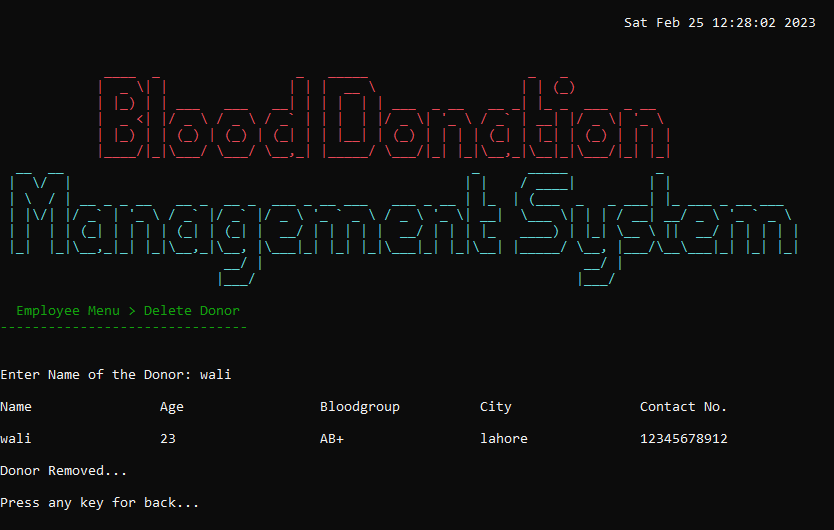 Sat Feb 25 12:28:02 2023
Blood Donation
Management System
Employee Menu > Delete Donor
-------------------------------
Enter Name of the Donor: wali
Name Age Bloodgroup City Contact No.
wali 23 AB+ lahore 12345678912
Donor Removed...
Press any key for back...